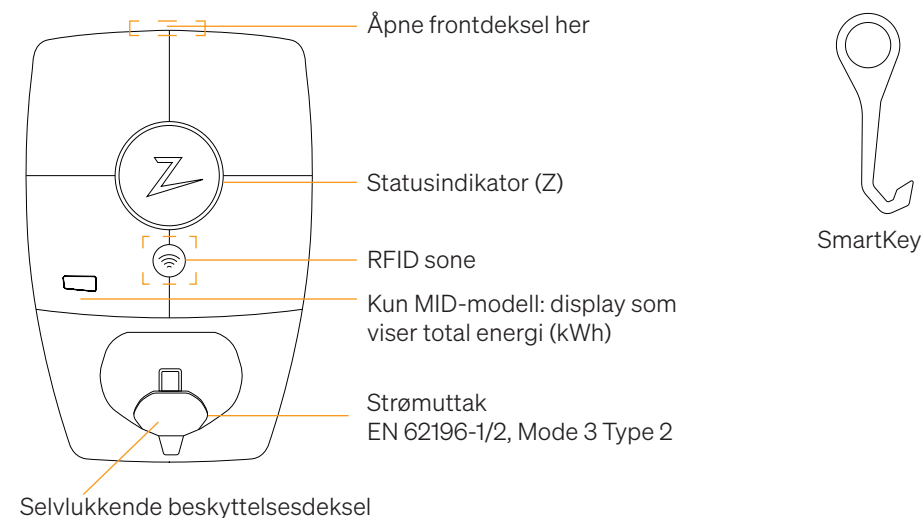 Åpne frontdeksel her
Statusindikator (Z)
SmartKey
RFID sone
Kun MID-modell: display som
viser total energi (kWh)
Strømuttak
EN 62196-1/2, Mode 3 Type 2
Selvlukkende beskyttelsesdeksel